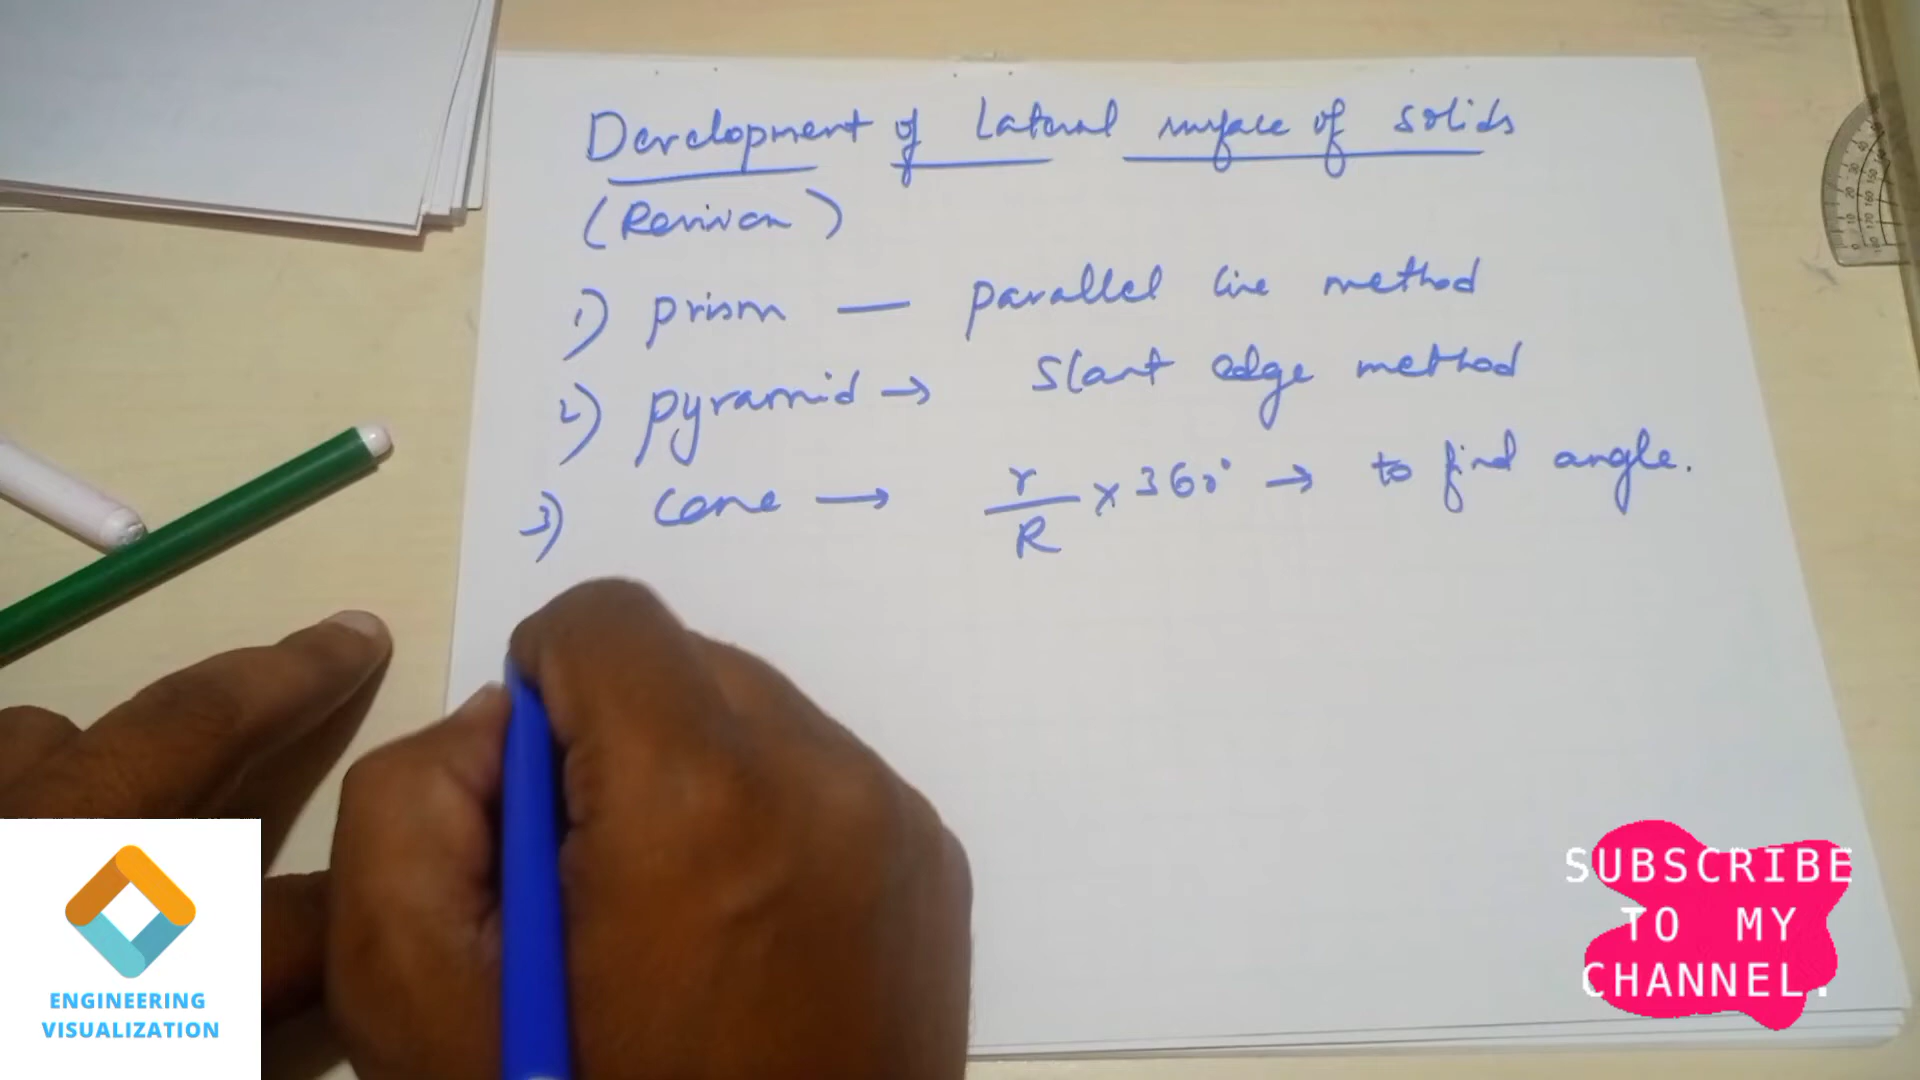 Development of Lateral surface of solids
(Revision)
1) prism — parallel line method
2) pyramid → slant edge method
3) cone → r/R × 360° → to find angle.
ENGINEERING
VISUALIZATION
SUBSCRIBE
TO MY
CHANNEL.